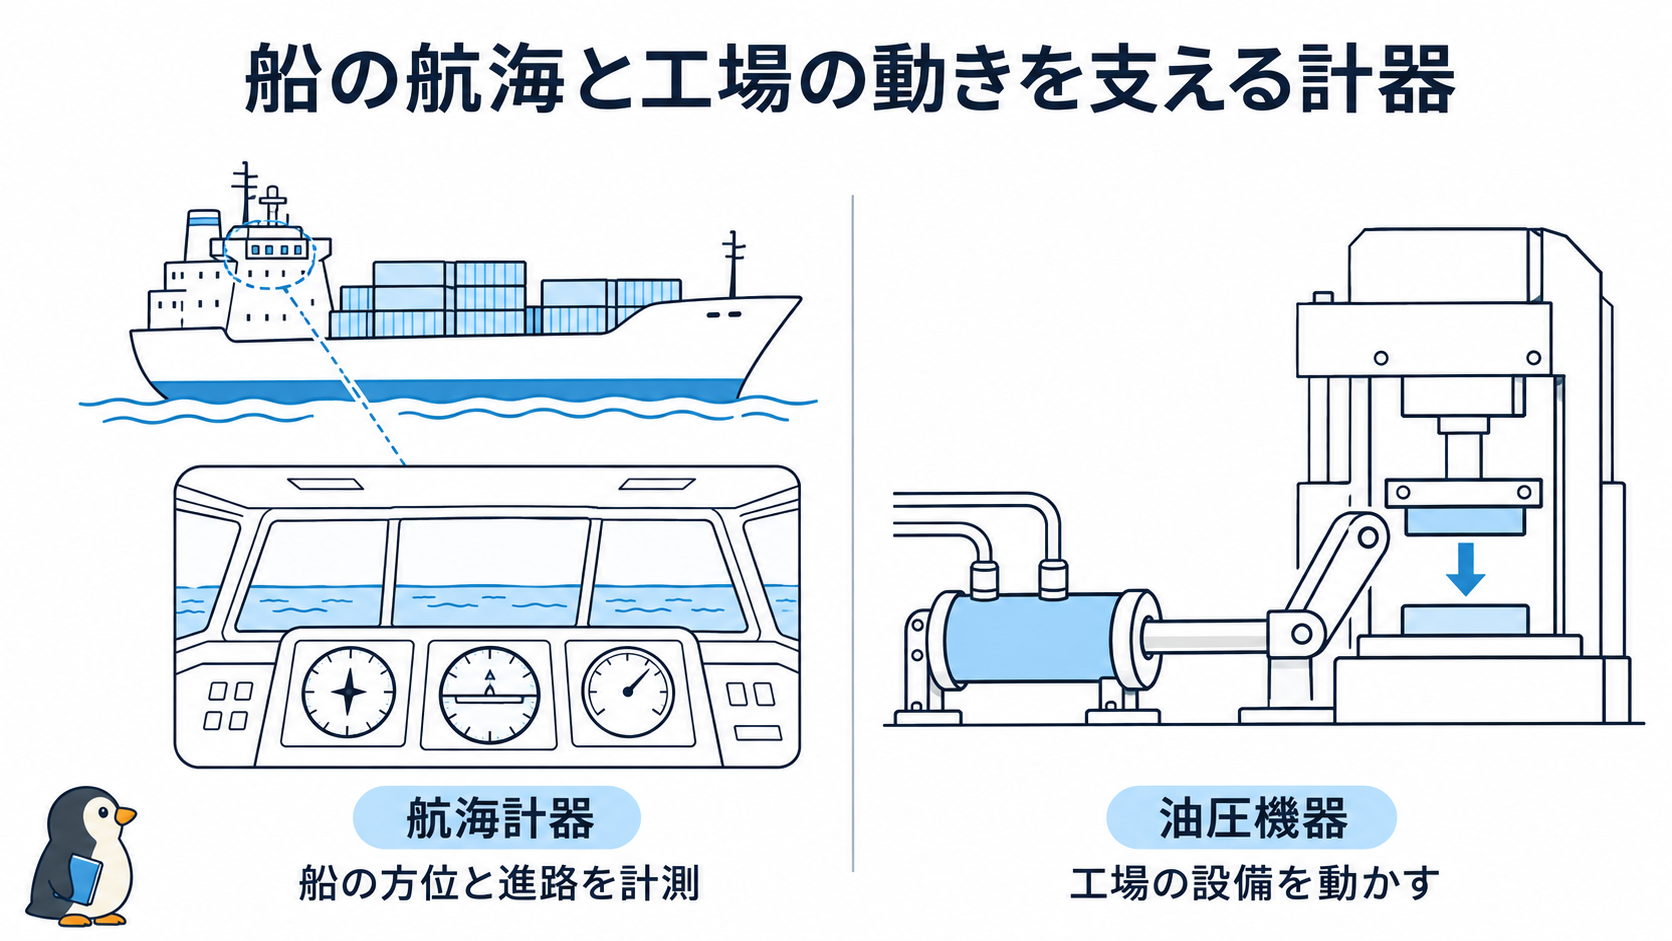 船の航海と工場の動きを支える計器
航海計器
船の方位と進路を計測
油圧機器
工場の設備を動かす